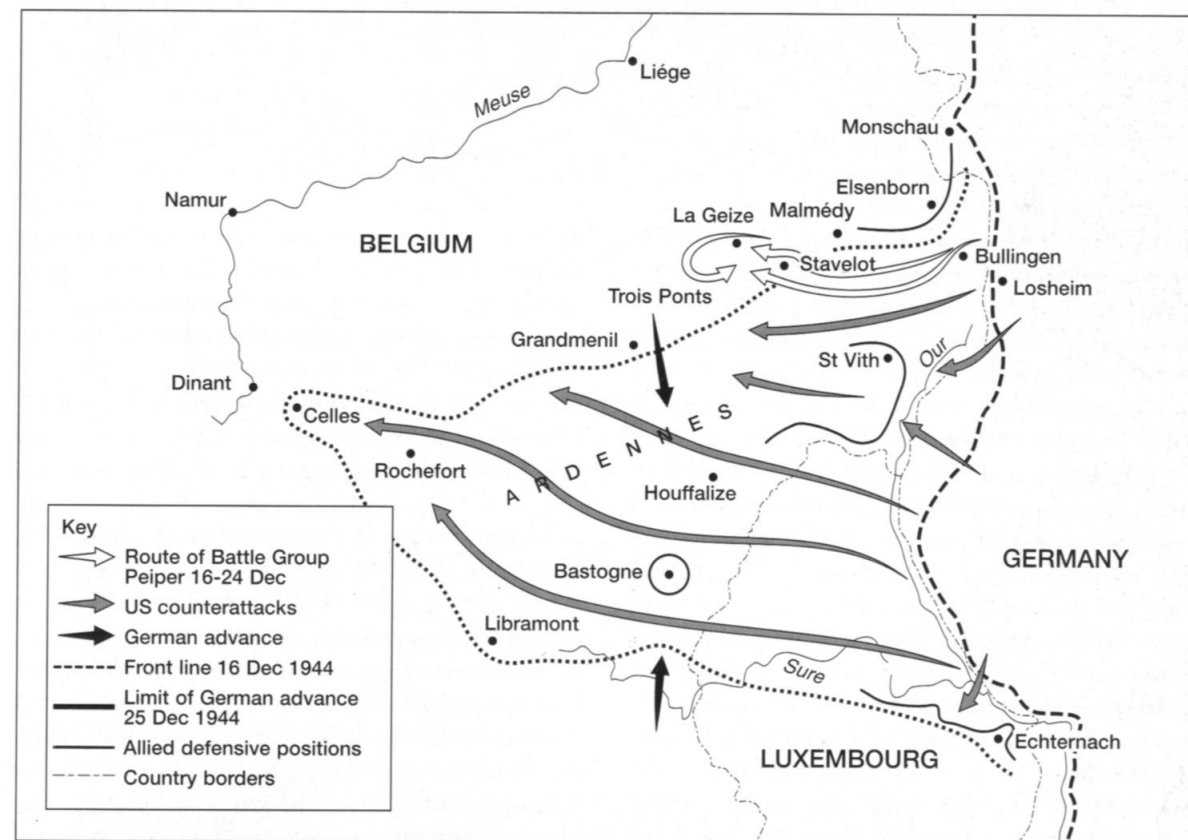 Liége
Meuse
Monschau
Namur
Elsenborn
La Geize
Malmédy
BELGIUM
Stavelot
Bullingen
Losheim
Trois Ponts
Grandmenil
St Vith
Our
Dinant
Celles
ARDENNES
Rochefort
Houffalize
GERMANY
Bastogne
Libramont
Sure
Echternach
LUXEMBOURG
Key
Route of Battle Group
Peiper 16-24 Dec
US counterattacks
German advance
Front line 16 Dec 1944
Limit of German advance
25 Dec 1944
Allied defensive positions
Country borders